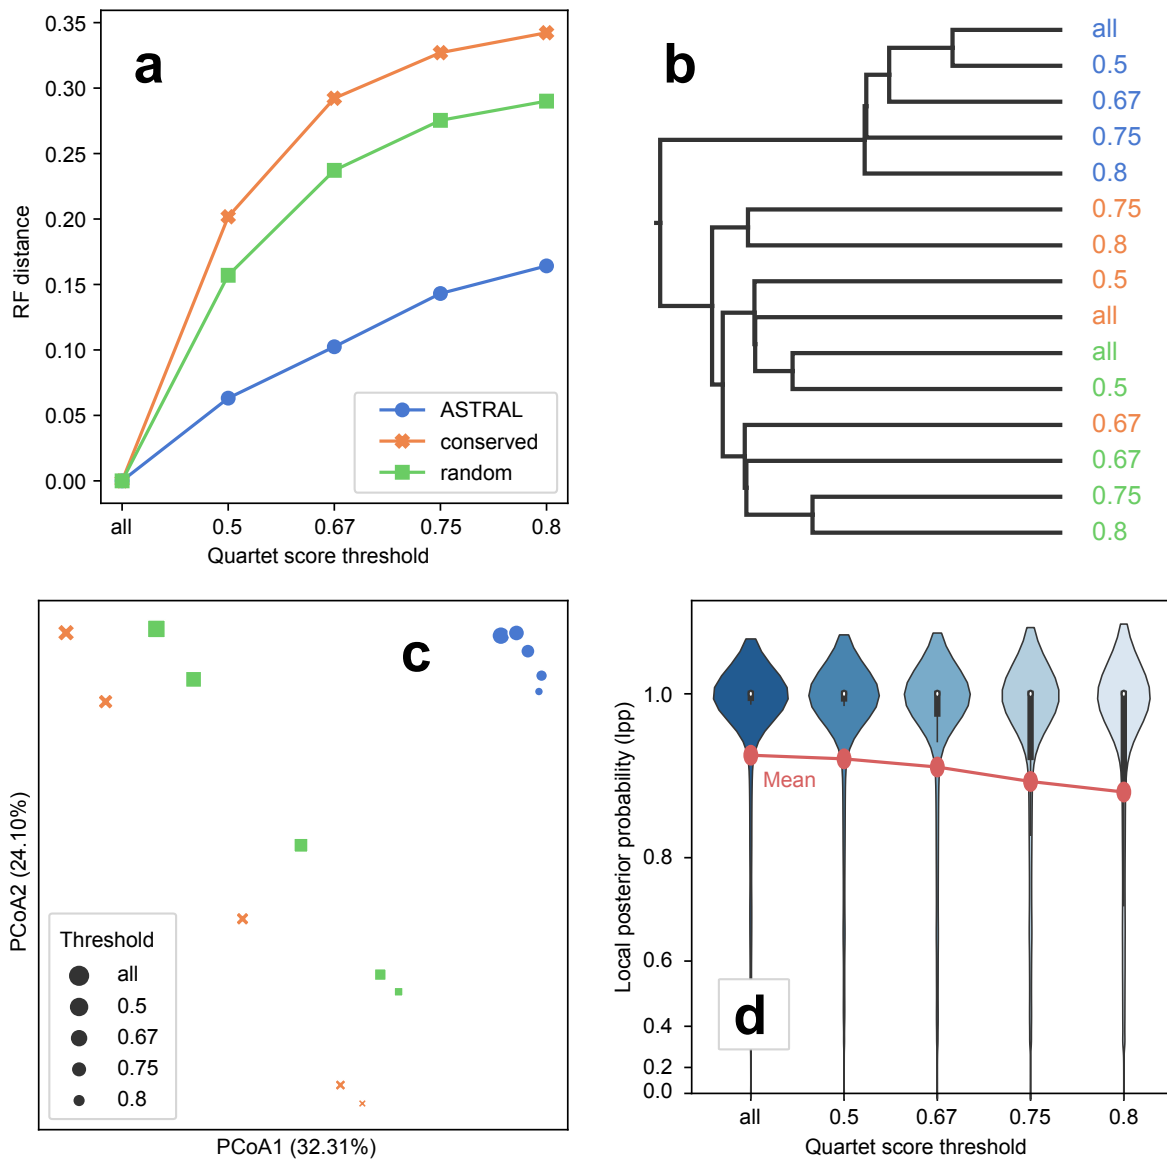 a
0.35
0.30
0.25
0.20
0.15
0.10
0.05
0.00
RF distance
ASTRAL
conserved
random
all
0.5
0.67
0.75
0.8
Quartet score threshold
b
all
0.5
0.67
0.75
0.8
0.75
0.8
0.5
all
all
0.5
0.67
0.67
0.75
0.8
c
PCoA2 (24.10%)
Threshold
all
0.5
0.67
0.75
0.8
PCoA1 (32.31%)
Local posterior probability (lpp)
1.0
0.8
0.6
0.4
0.2
0.0
Mean
d
all
0.5
0.67
0.75
0.8
Quartet score threshold